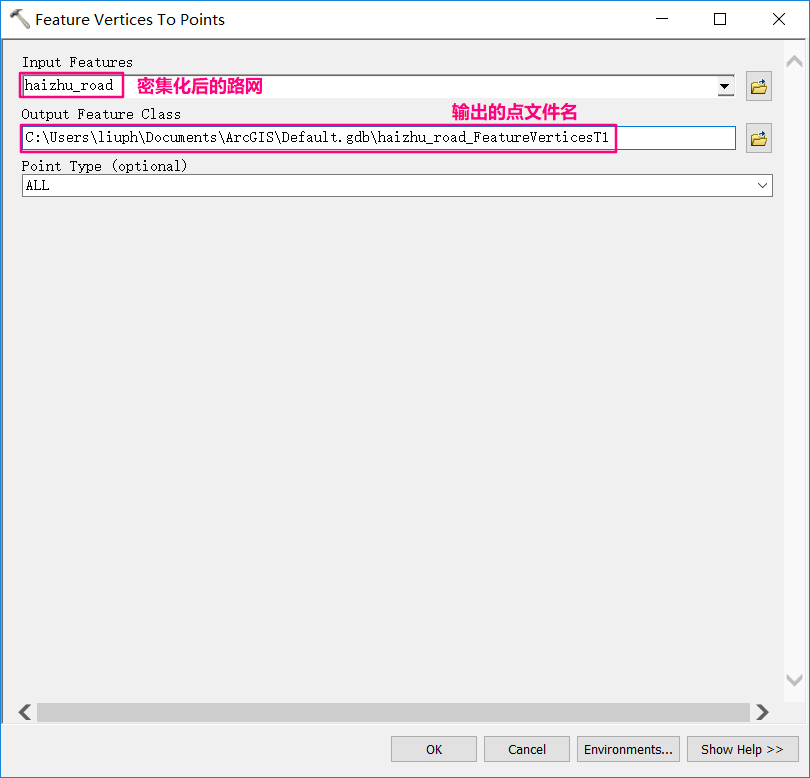 Feature Vertices To Points
Input Features
haizhu_road 密集化后的路网
Output Feature Class 输出的点文件名
C:\Users\liuph\Documents\ArcGIS\Default.gdb\haizhu_road_FeatureVerticesT1
Point Type (optional)
ALL
OK Cancel Environments... Show Help >>